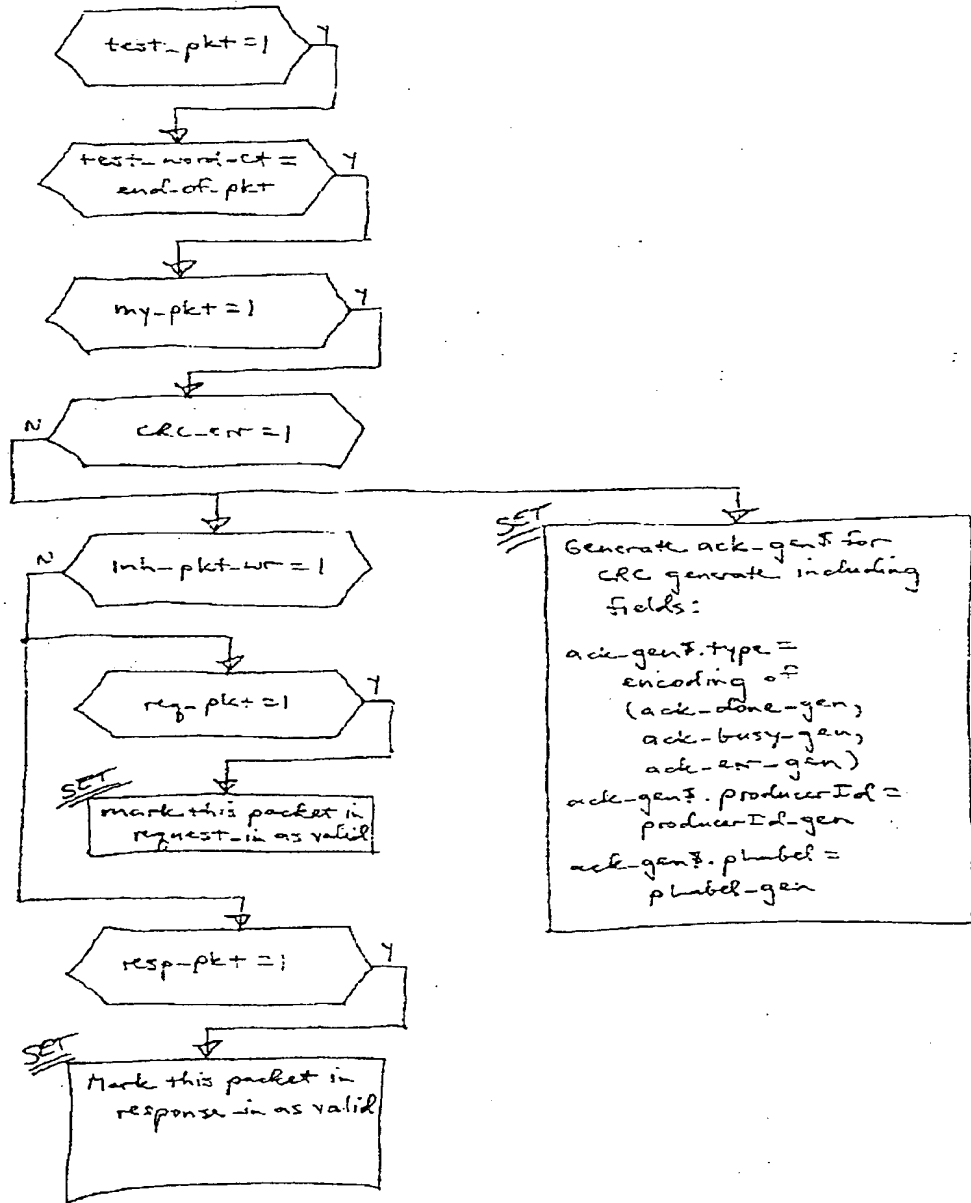 test_pkt = 1
Y
test_word_ct =
end_of_pkt
Y
my_pkt = 1
Y
CRC_err = 1
N
inh_pkt_wr = 1
N
req_pkt = 1
Y
SET
mark this packet in
request_in as valid
resp_pkt = 1
Y
SET
Mark this packet in
response_in as valid
SET
Generate ack_gen$ for
CRC generate including
fields:
ack_gen$.type =
encoding of
(ack_done_gen,
ack_busy_gen,
ack_err_gen)
ack_gen$.producerId =
producerId_gen
ack_gen$.plabel =
plabel_gen